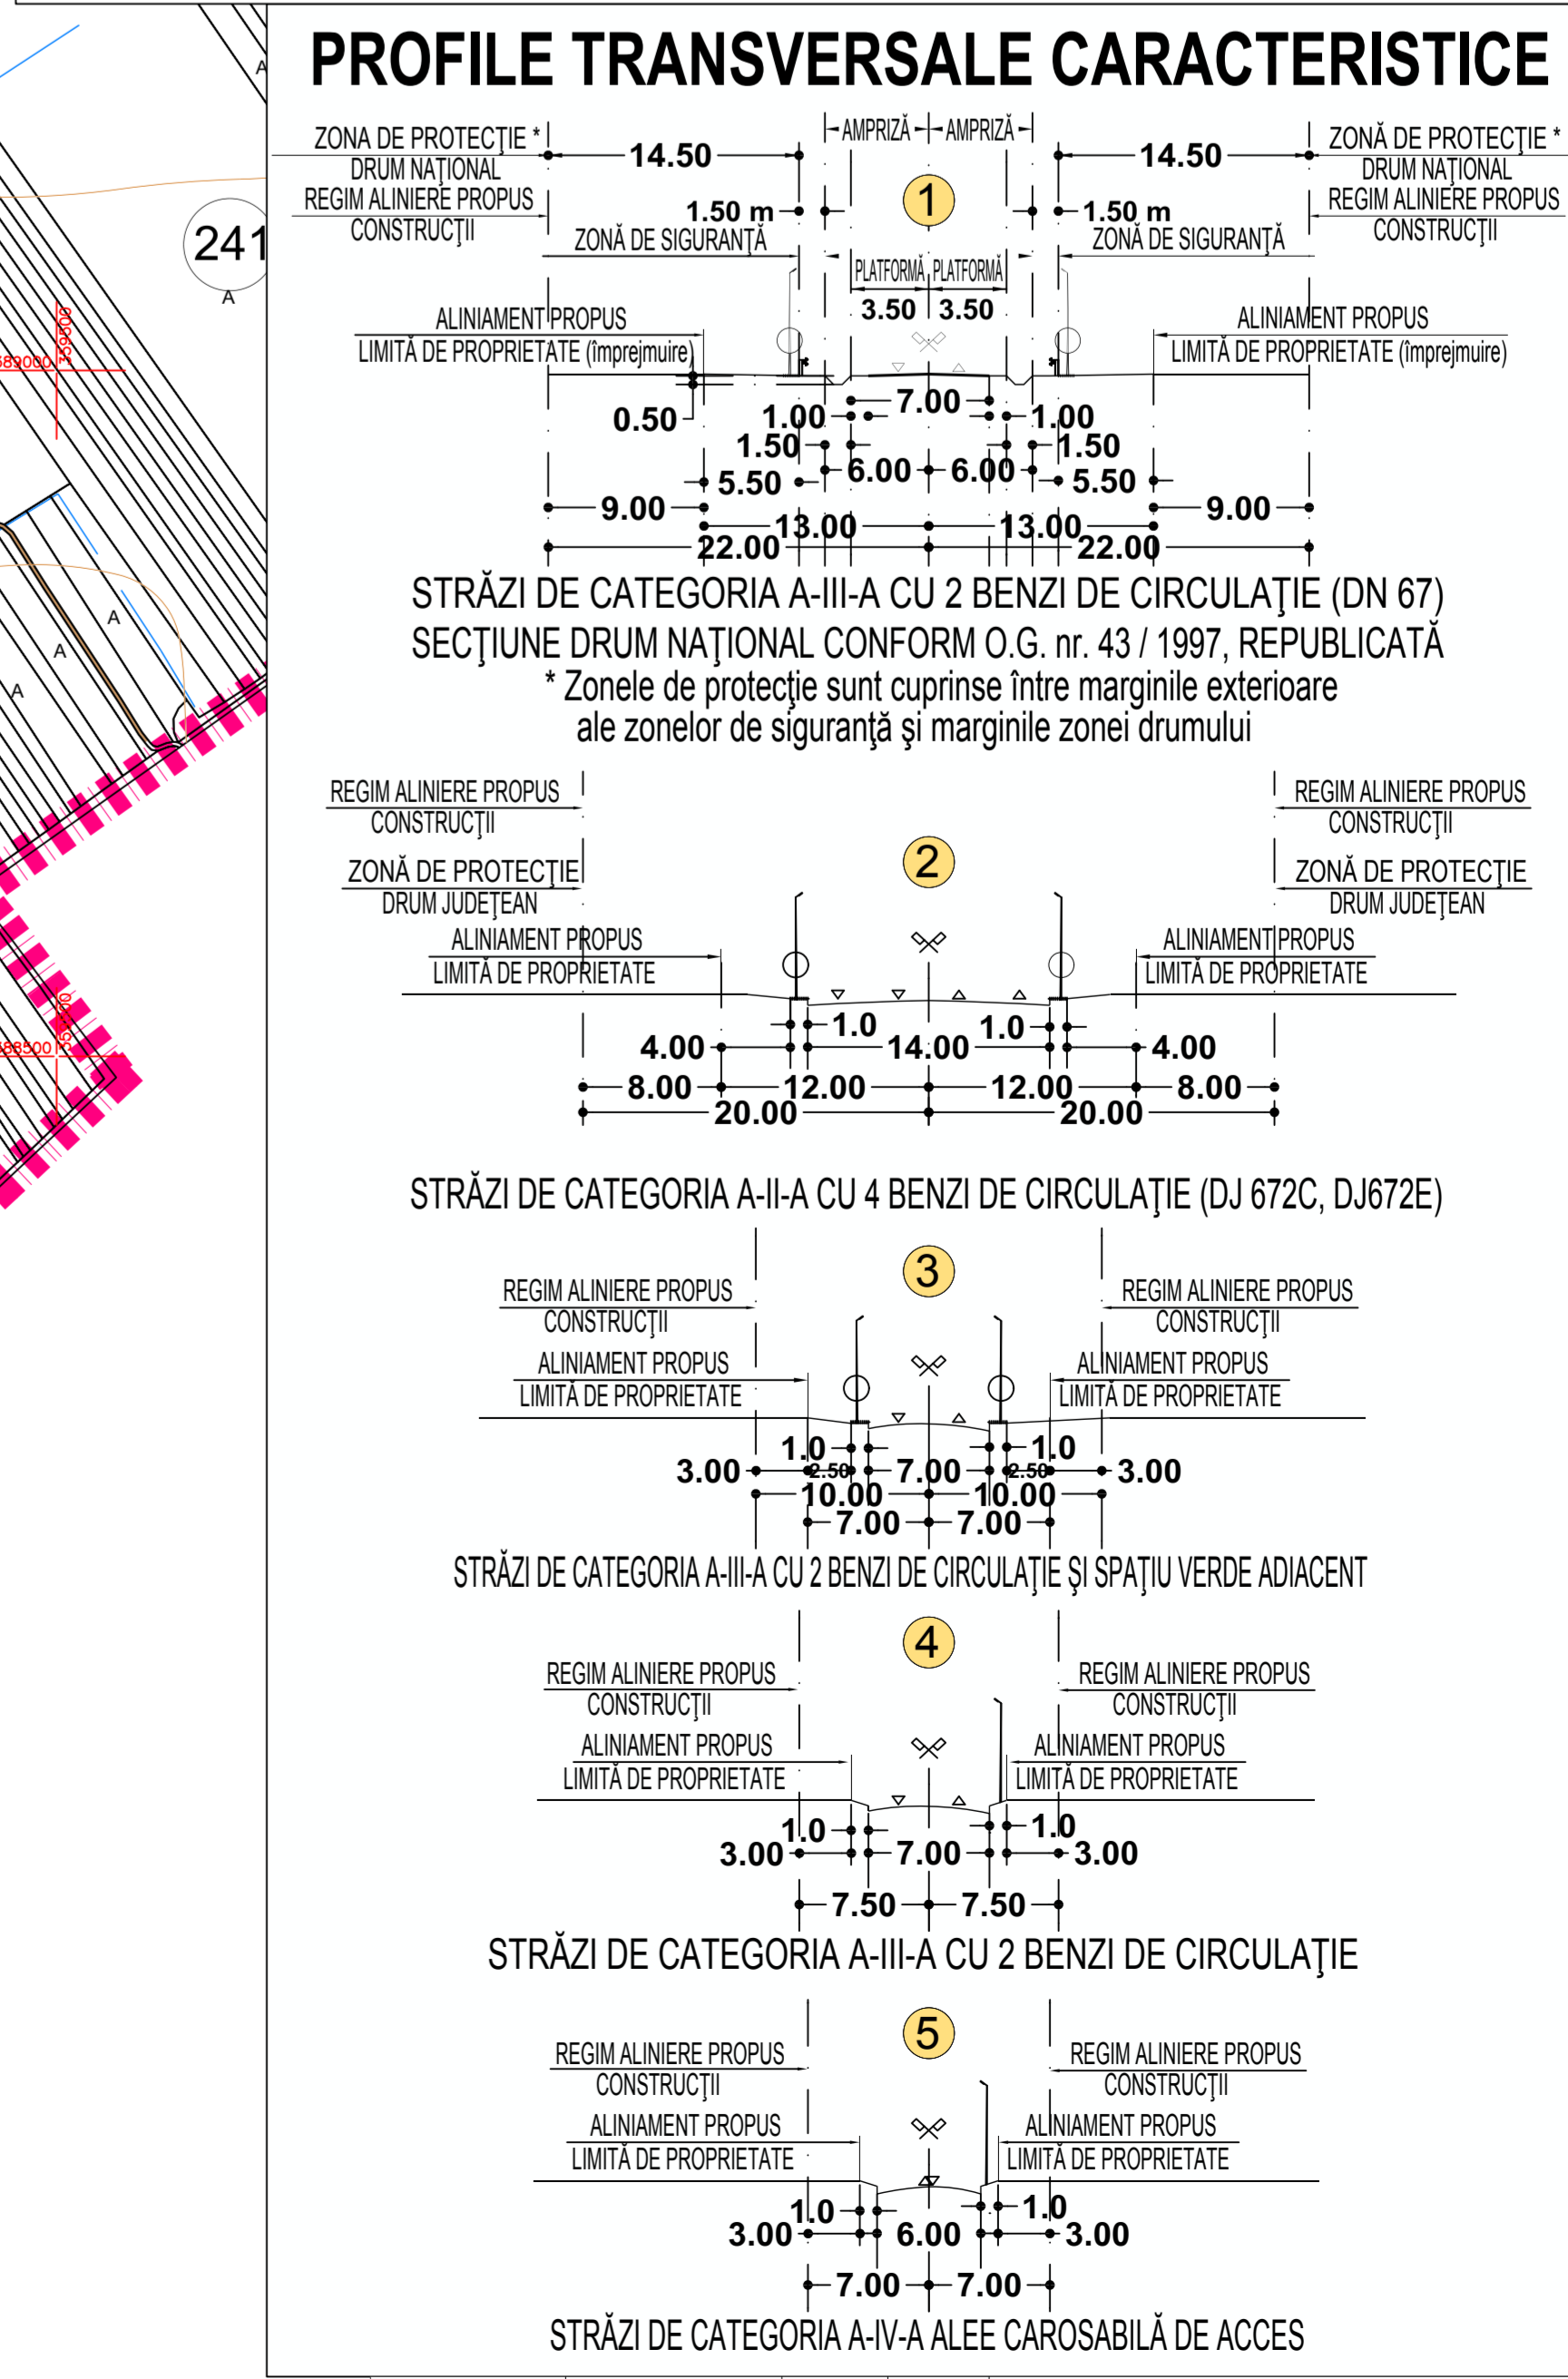 PROFILE TRANSVERSALE CARACTERISTICE
AMPRIZĂ AMPRIZĂ
ZONA DE PROTECŢIE * 14.50 14.50 ZONĂ DE PROTECŢIE *
DRUM NAŢIONAL DRUM NAŢIONAL
REGIM ALINIERE PROPUS 1 REGIM ALINIERE PROPUS
CONSTRUCŢII 1.50 m 1.50 m CONSTRUCŢII
ZONĂ DE SIGURANŢĂ ZONĂ DE SIGURANŢĂ
PLATFORMĂ PLATFORMĂ
3.50 3.50
ALINIAMENT PROPUS ALINIAMENT PROPUS
LIMITĂ DE PROPRIETATE (împrejmuire) LIMITĂ DE PROPRIETATE (împrejmuire)
7.00
0.50 1.00 1.00
1.50 1.50
6.00 6.00
5.50 5.50
9.00 9.00
13.00 13.00
22.00 22.00
STRĂZI DE CATEGORIA A-III-A CU 2 BENZI DE CIRCULAŢIE (DN 67)
SECŢIUNE DRUM NAŢIONAL CONFORM O.G. nr. 43 / 1997, REPUBLICATĂ
* Zonele de protecţie sunt cuprinse între marginile exterioare
ale zonelor de siguranţă şi marginile zonei drumului
REGIM ALINIERE PROPUS REGIM ALINIERE PROPUS
CONSTRUCŢII CONSTRUCŢII
2
ZONĂ DE PROTECŢIE ZONĂ DE PROTECŢIE
DRUM JUDEŢEAN DRUM JUDEŢEAN
ALINIAMENT PROPUS ALINIAMENT PROPUS
LIMITĂ DE PROPRIETATE LIMITĂ DE PROPRIETATE
1.0 1.0
4.00 14.00 4.00
8.00 12.00 12.00 8.00
20.00 20.00
STRĂZI DE CATEGORIA A-II-A CU 4 BENZI DE CIRCULAŢIE (DJ 672C, DJ672E)
3
REGIM ALINIERE PROPUS REGIM ALINIERE PROPUS
CONSTRUCŢII CONSTRUCŢII
ALINIAMENT PROPUS ALINIAMENT PROPUS
LIMITĂ DE PROPRIETATE LIMITĂ DE PROPRIETATE
1.0 1.0
3.00 2.50 7.00 2.50 3.00
10.00 10.00
7.00 7.00
STRĂZI DE CATEGORIA A-III-A CU 2 BENZI DE CIRCULAŢIE ŞI SPAŢIU VERDE ADIACENT
4
REGIM ALINIERE PROPUS REGIM ALINIERE PROPUS
CONSTRUCŢII CONSTRUCŢII
ALINIAMENT PROPUS ALINIAMENT PROPUS
LIMITĂ DE PROPRIETATE LIMITĂ DE PROPRIETATE
1.0 1.0
3.00 7.00 3.00
7.50 7.50
STRĂZI DE CATEGORIA A-III-A CU 2 BENZI DE CIRCULAŢIE
5
REGIM ALINIERE PROPUS REGIM ALINIERE PROPUS
CONSTRUCŢII CONSTRUCŢII
ALINIAMENT PROPUS ALINIAMENT PROPUS
LIMITĂ DE PROPRIETATE LIMITĂ DE PROPRIETATE
1.0 1.0
3.00 6.00 3.00
7.00 7.00
STRĂZI DE CATEGORIA A-IV-A ALEE CAROSABILĂ DE ACCES
A
241
A
359500
A
A
A